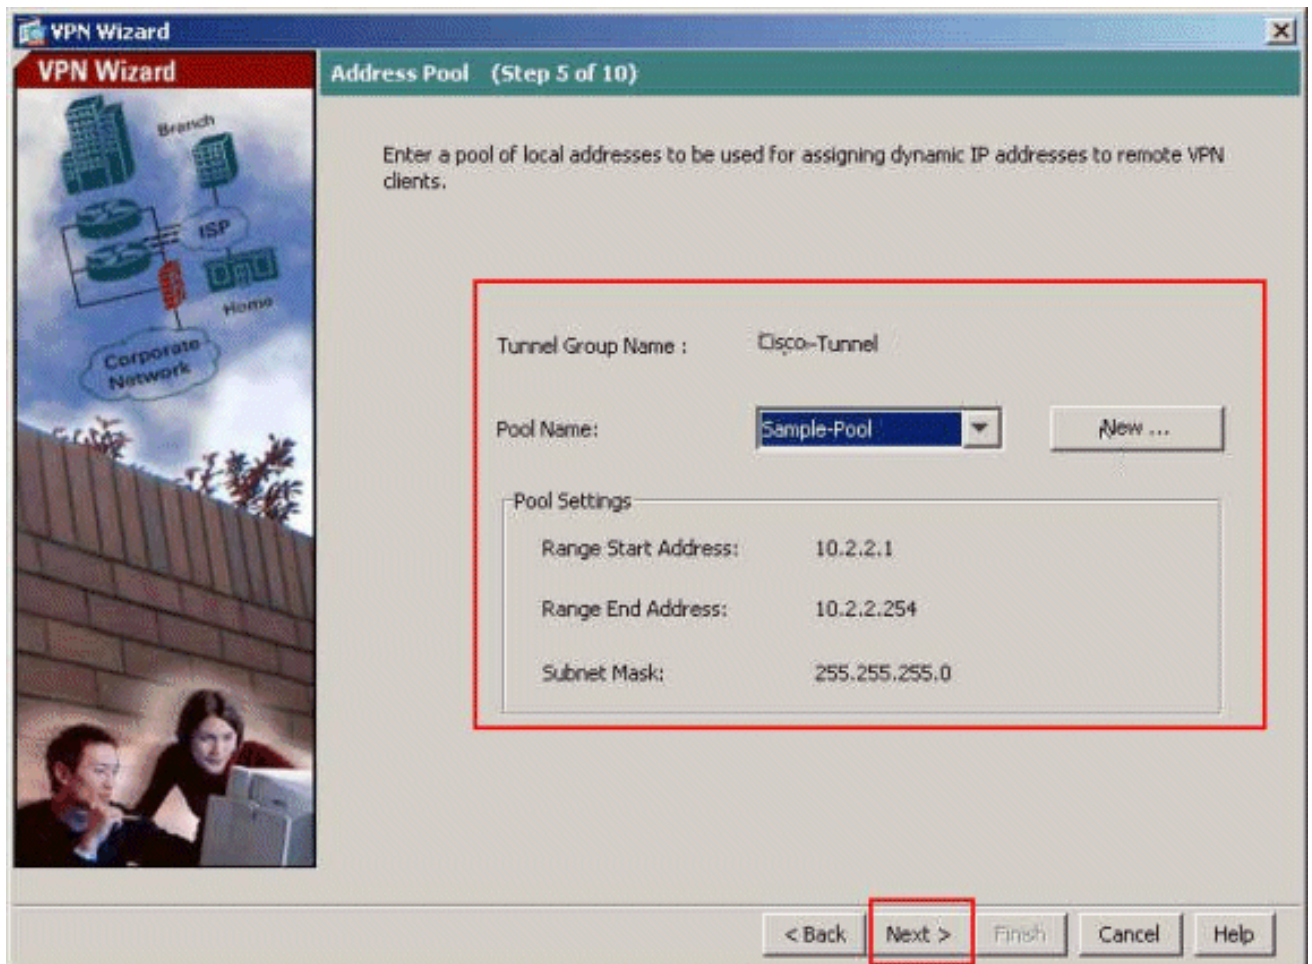 VPN Wizard
VPN Wizard
Address Pool (Step 5 of 10)
Branch
ISP
Home
Corporate
Network
Enter a pool of local addresses to be used for assigning dynamic IP addresses to remote VPN
clients.
Tunnel Group Name : Cisco-Tunnel
Pool Name: Sample-Pool New ...
Pool Settings
Range Start Address: 10.2.2.1
Range End Address: 10.2.2.254
Subnet Mask: 255.255.255.0
< Back Next > Finish Cancel Help